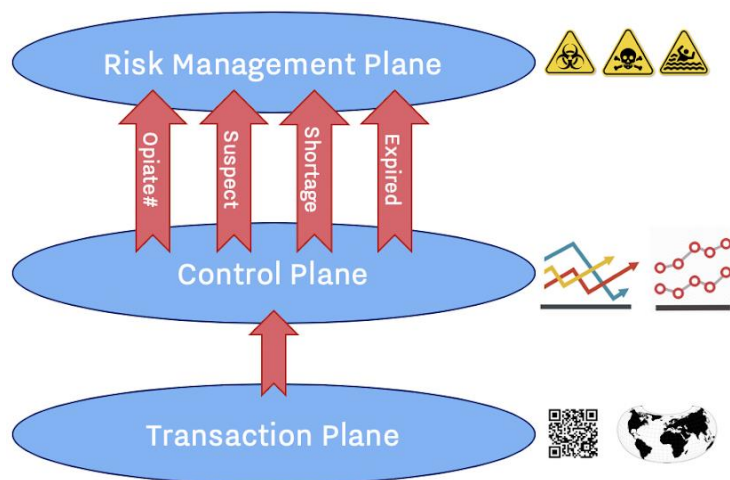 Risk Management Plane
Opiate#
Suspect
Shortage
Expired
Control Plane
Transaction Plane